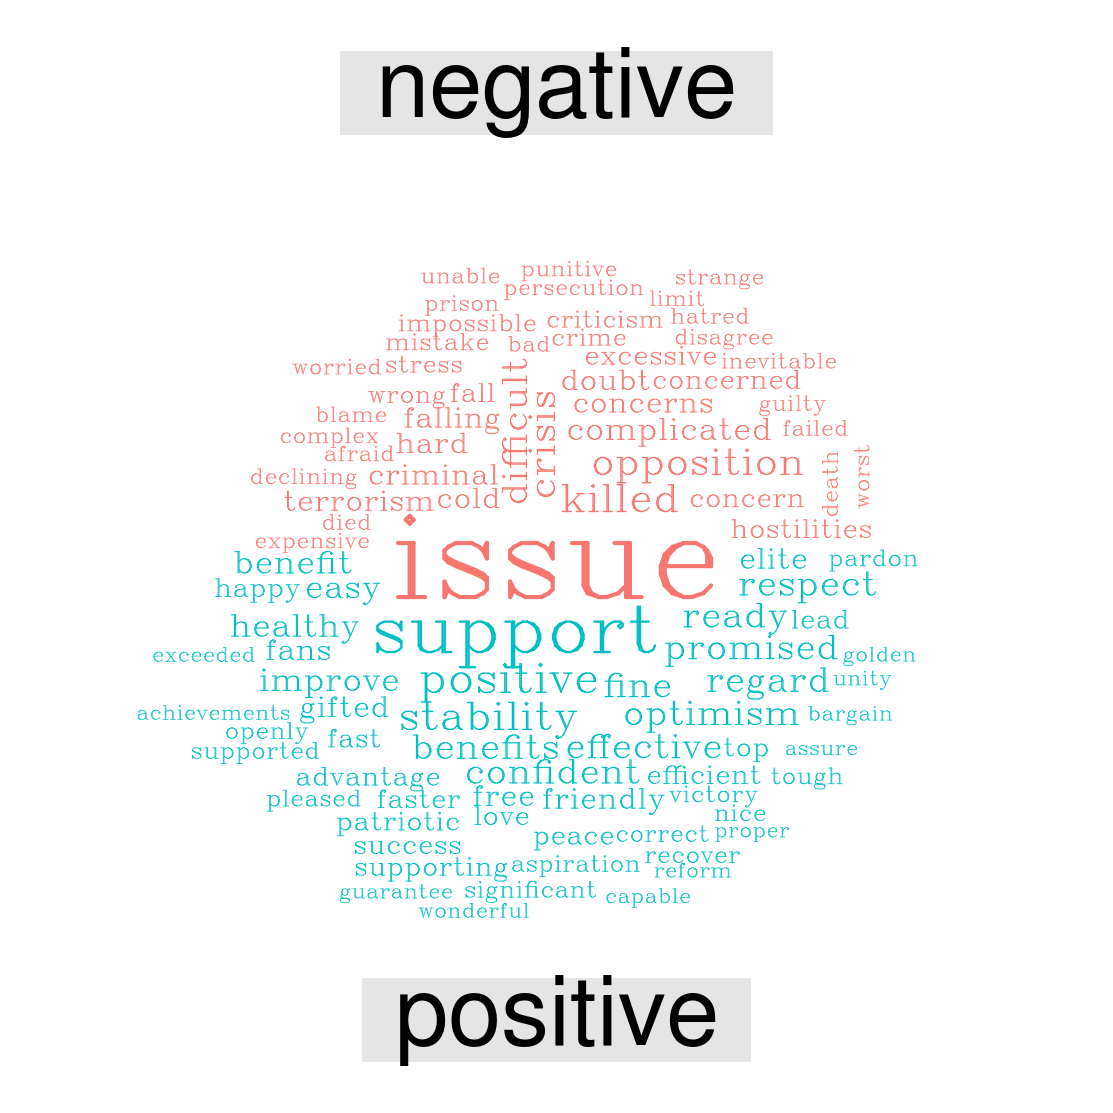 negative
unable punitive strange
persecution
prison limit
impossible criticism hatred
mistake bad crime disagree
worried stress excessive inevitable
difficult
wrong fall doubt concerned
crisis
blame falling concerns guilty
complex hard complicated failed
afraid
declining criminal opposition death worst
terrorism cold killed concern
died hostilities
expensive issue
benefit elite pardon
happy easy respect
healthy support ready lead
exceeded fans promised golden
improve positive fine regard unity
achievements gifted stability optimism bargain
openly
supported fast benefits effective top assure
advantage confident efficient tough
pleased faster free friendly victory
patriotic love nice
success peace correct proper
supporting aspiration recover
reform
guarantee significant capable
wonderful
positive